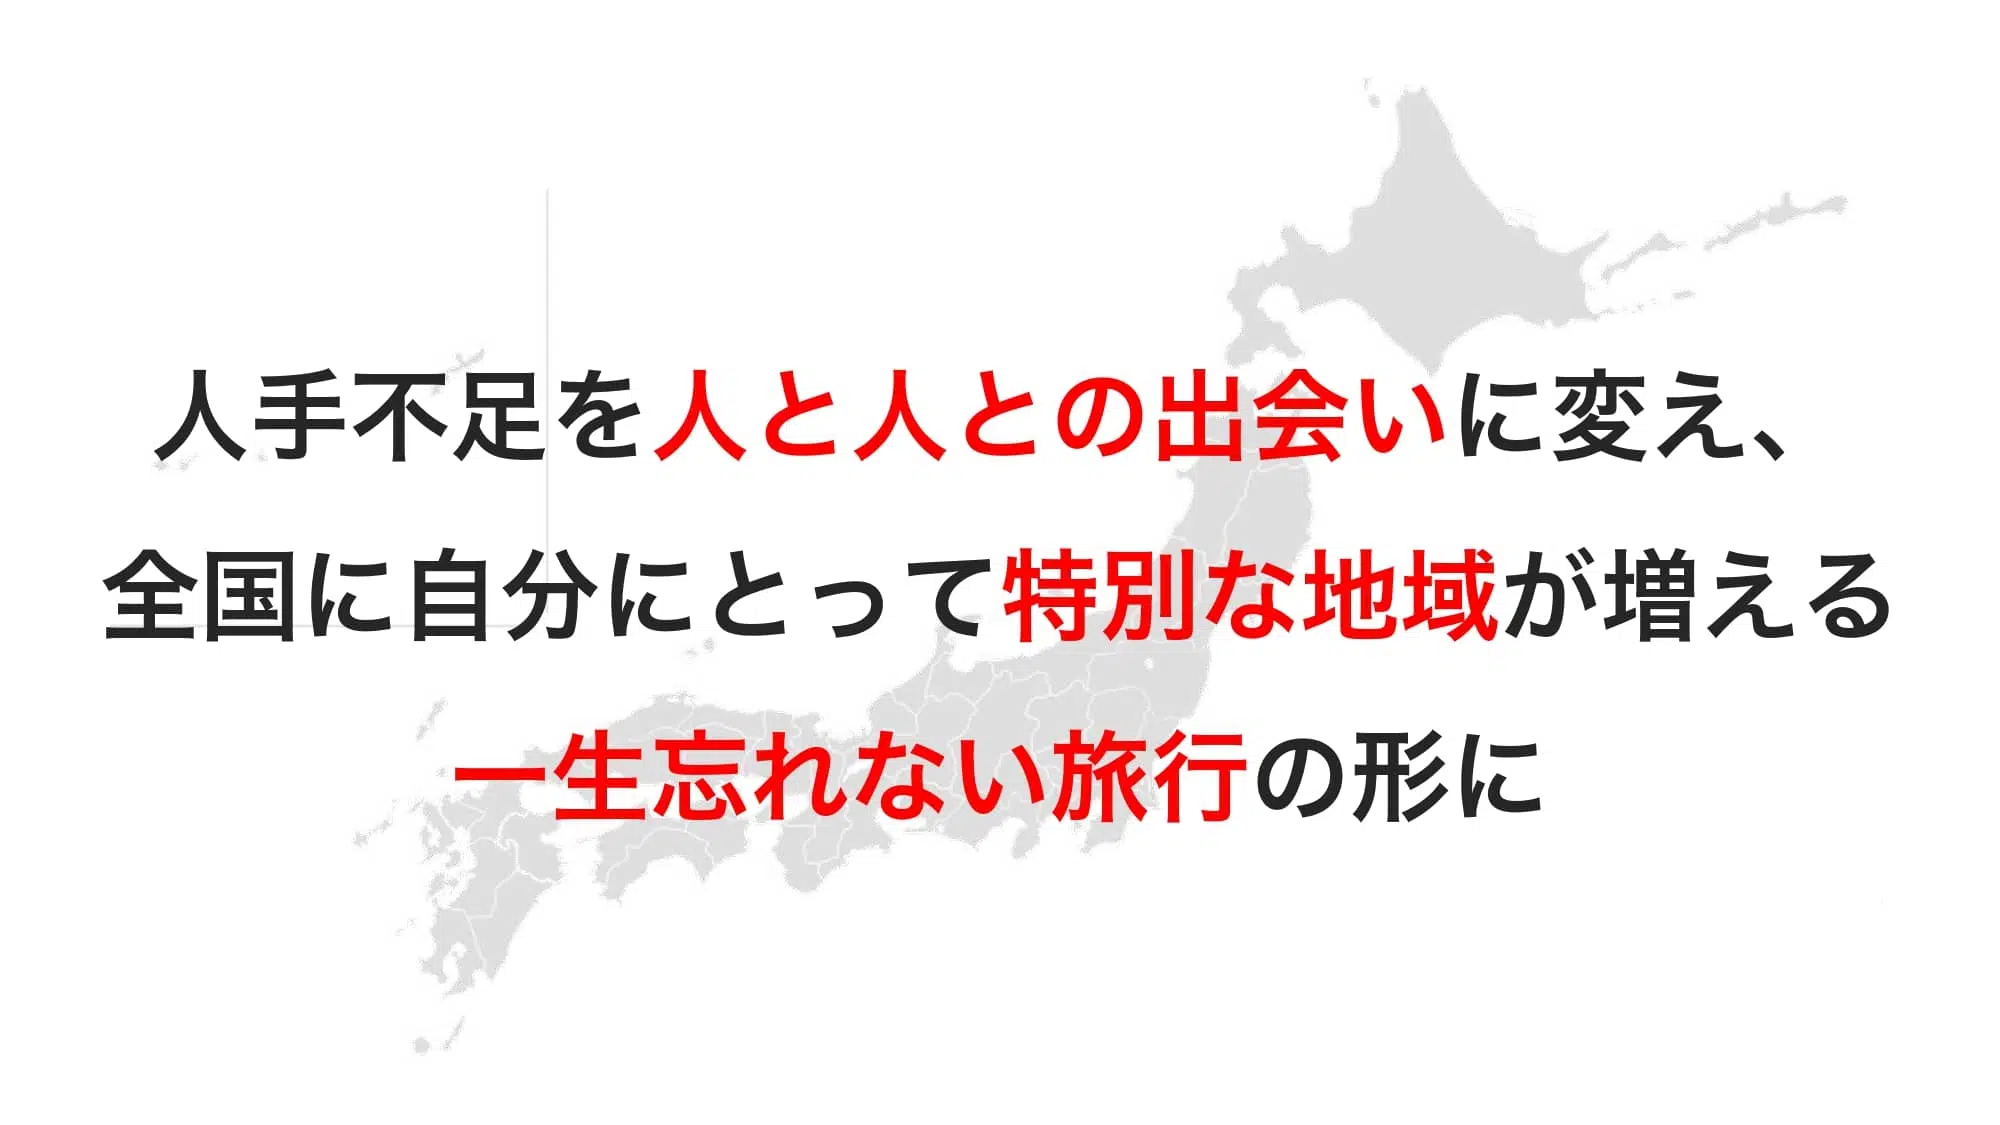 人手不足を人と人との出会いに変え、
全国に自分にとって特別な地域が増える
一生忘れない旅行の形に